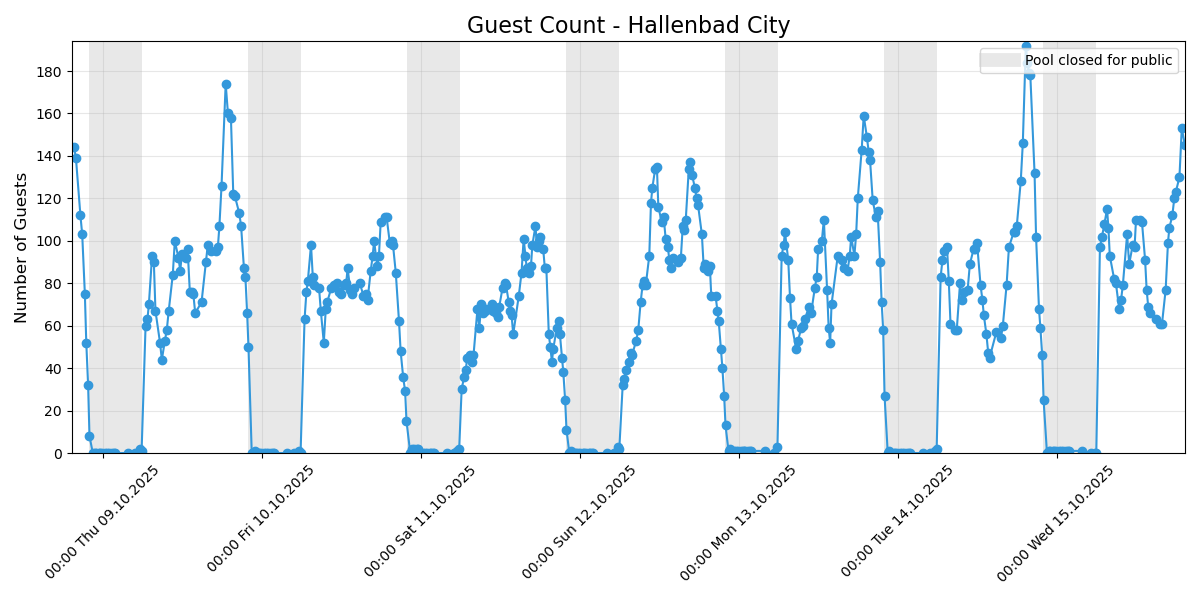 Guest Count - Hallenbad City
Pool closed for public
Number of Guests
180
160
140
120
100
80
60
40
20
0
00:00 Thu 09.10.2025
00:00 Fri 10.10.2025
00:00 Sat 11.10.2025
00:00 Sun 12.10.2025
00:00 Mon 13.10.2025
00:00 Tue 14.10.2025
00:00 Wed 15.10.2025